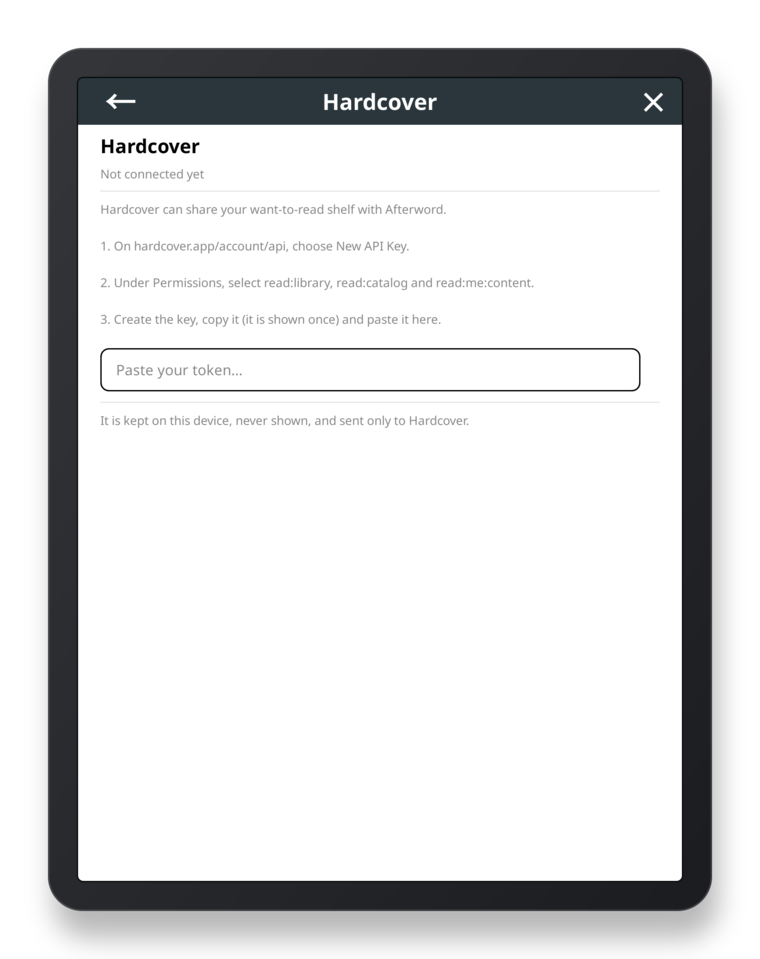 Hardcover
Hardcover
Not connected yet
Hardcover can share your want-to-read shelf with Afterword.
1. On hardcover.app/account/api, choose New API Key.
2. Under Permissions, select read:library, read:catalog and read:me:content.
3. Create the key, copy it (it is shown once) and paste it here.
Paste your token...
It is kept on this device, never shown, and sent only to Hardcover.